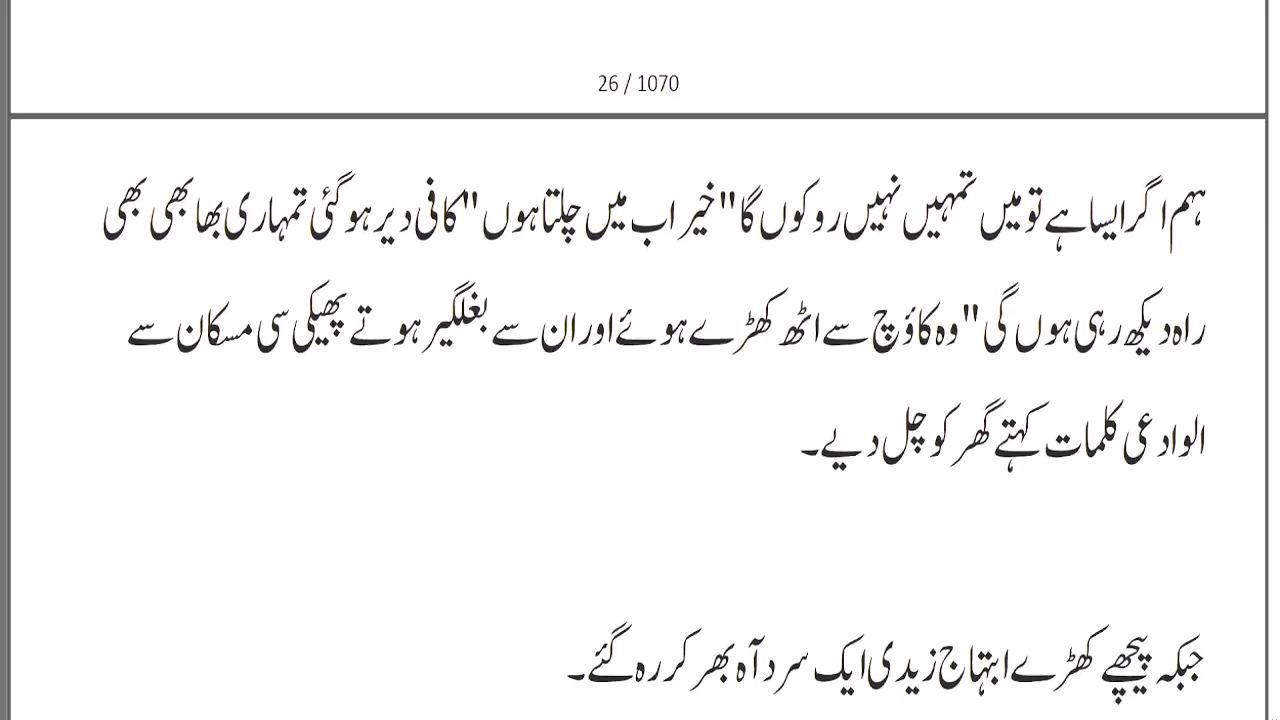 26 / 1070
ہم اگر ایسا ہے تو میں تمہیں نہیں روکوں گا "خیر اب میں چلتا ہوں" کافی دیر ہو گئی تمہاری بھابھی بھی
راہ دیکھ رہی ہوں گی" وہ کاؤچ سے اٹھ کھڑے ہوئے اور ان سے بغلگیر ہوتے پھیکی سی مسکان سے
الوادعی کلمات کہتے گھر کو چل دیے۔
جبکہ پیچھے کھڑے ابتہاج زیدی ایک سرد آہ بھر کر رہ گئے۔